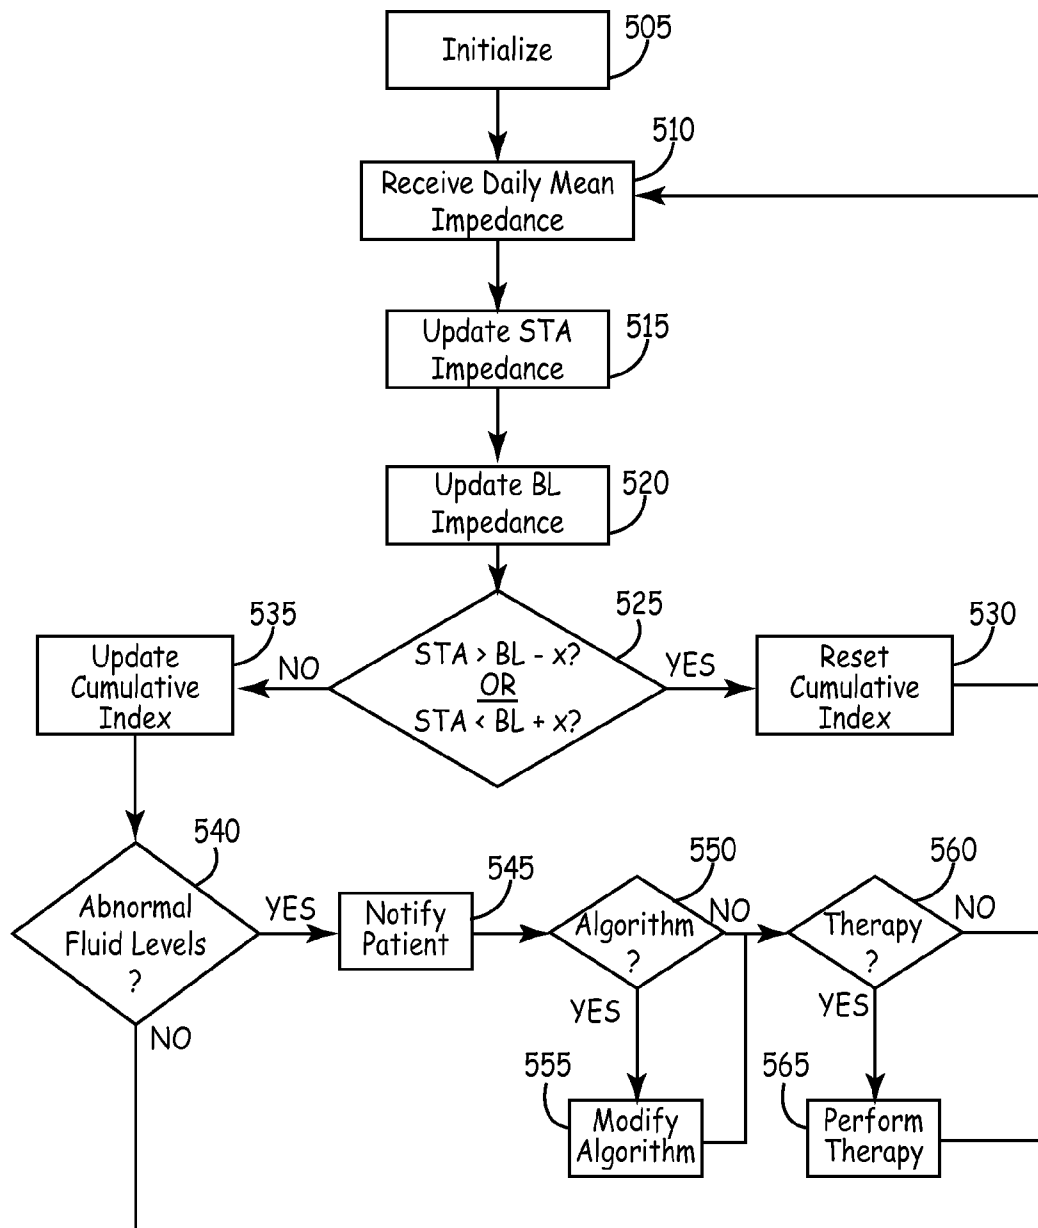 505
Initialize
510
Receive Daily Mean
Impedance
515
Update STA
Impedance
520
Update BL
Impedance
525
STA > BL - x?
OR
STA < BL + x?
NO
YES
535
Update
Cumulative
Index
530
Reset
Cumulative
Index
540
Abnormal
Fluid Levels
?
YES
NO
545
Notify
Patient
550
Algorithm
?
NO
YES
555
Modify
Algorithm
560
Therapy
?
NO
YES
565
Perform
Therapy